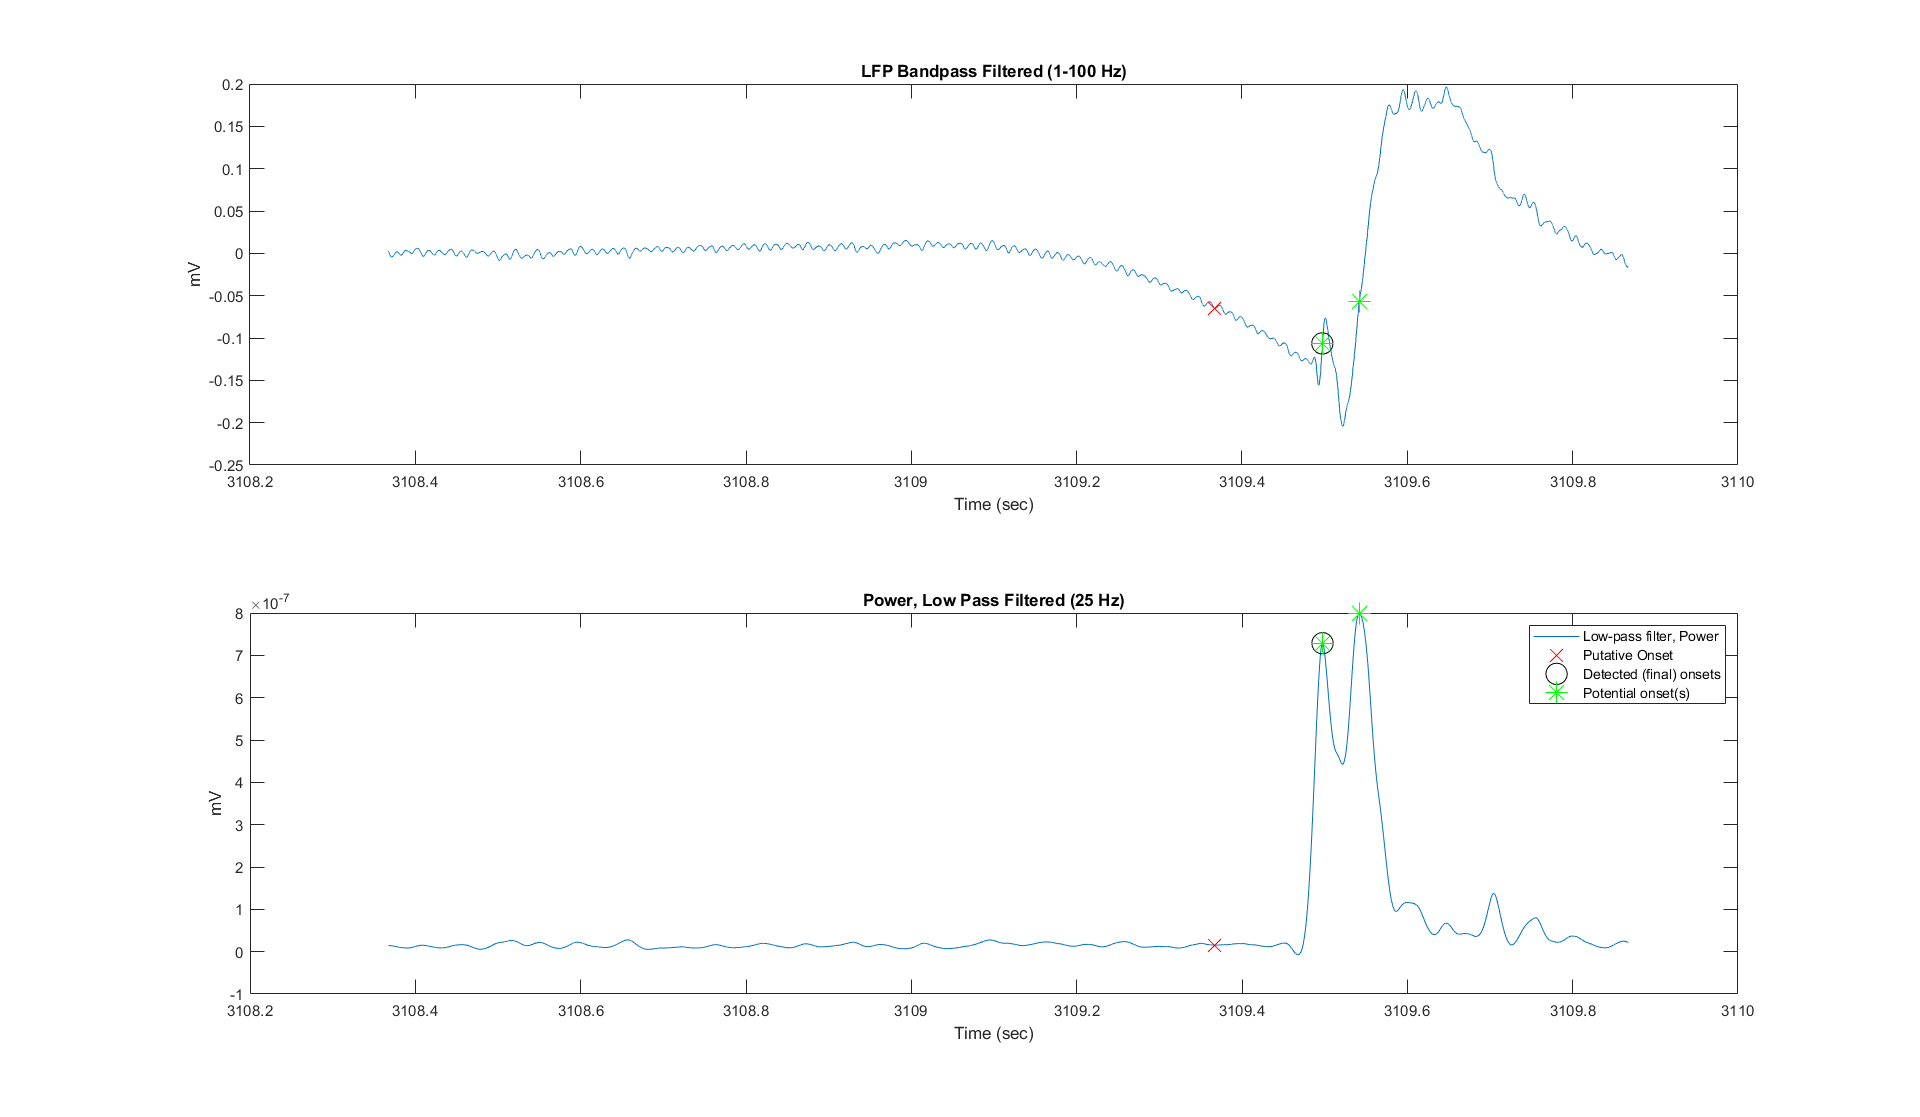 LFP Bandpass Filtered (1-100 Hz)
0.2
0.15
0.1
0.05
0
-0.05
-0.1
-0.15
-0.2
-0.25
mV
3108.2 3108.4 3108.6 3108.8 3109 3109.2 3109.4 3109.6 3109.8 3110
Time (sec)
Power, Low Pass Filtered (25 Hz)
×10-7
8
7
6
5
4
3
2
1
0
-1
mV
Low-pass filter, Power
Putative Onset
Detected (final) onsets
Potential onset(s)
3108.2 3108.4 3108.6 3108.8 3109 3109.2 3109.4 3109.6 3109.8 3110
Time (sec)